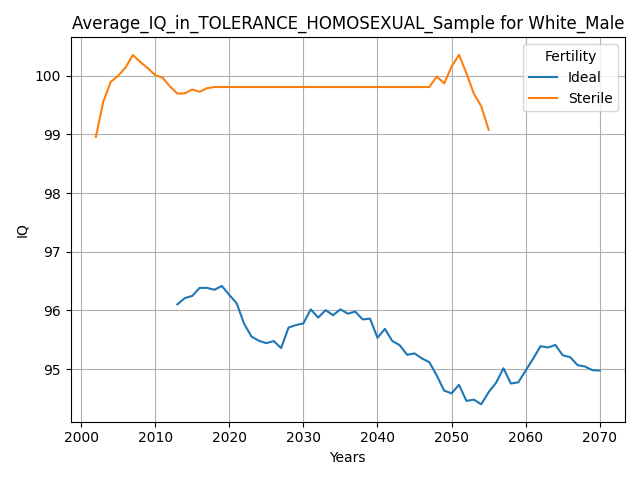 Average_IQ_in_TOLERANCE_HOMOSEXUAL_Sample for White_Male
Fertility
Ideal
Sterile
IQ
100
99
98
97
96
95
2000 2010 2020 2030 2040 2050 2060 2070
Years